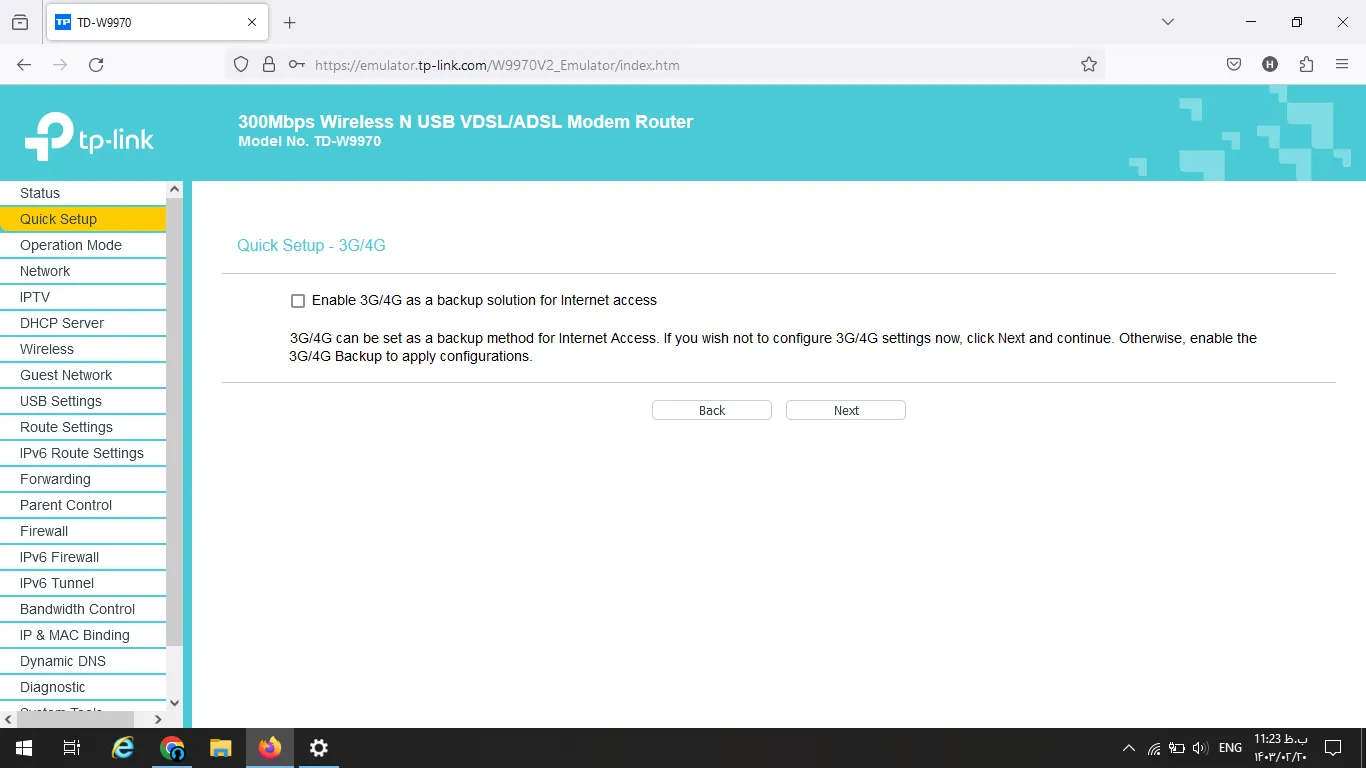 TP TD-W9970
https://emulator.tp-link.com/W9970V2_Emulator/index.htm
H
tp-link
300Mbps Wireless N USB VDSL/ADSL Modem Router
Model No. TD-W9970
Status
Quick Setup
Operation Mode
Network
IPTV
DHCP Server
Wireless
Guest Network
USB Settings
Route Settings
IPv6 Route Settings
Forwarding
Parent Control
Firewall
IPv6 Firewall
IPv6 Tunnel
Bandwidth Control
IP & MAC Binding
Dynamic DNS
Diagnostic
System Tools
Quick Setup - 3G/4G
Enable 3G/4G as a backup solution for Internet access
3G/4G can be set as a backup method for Internet Access. If you wish not to configure 3G/4G settings now, click Next and continue. Otherwise, enable the
3G/4G Backup to apply configurations.
Back Next
ENG
11:23 ب.ظ
۱۴۰۳/۰۲/۲۰